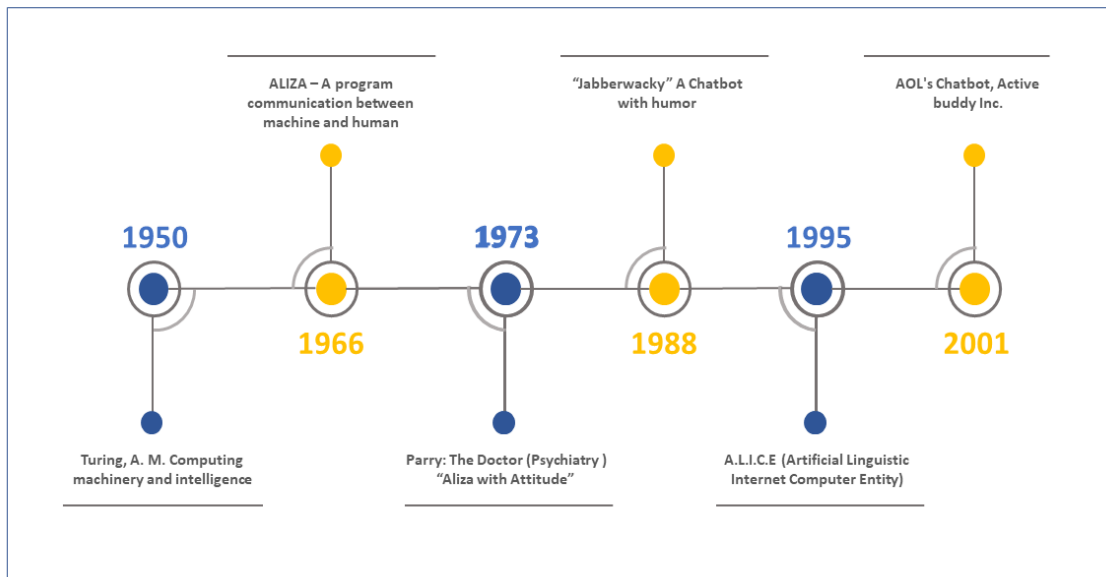 ALIZA – A program
communication between
machine and human
“Jabberwacky” A Chatbot
with humor
AOL's Chatbot, Active
buddy Inc.
1950
1973
1995
1966
1988
2001
Turing, A. M. Computing
machinery and intelligence
Parry: The Doctor (Psychiatry )
“Aliza with Attitude”
A.L.I.C.E (Artificial Linguistic
Internet Computer Entity)